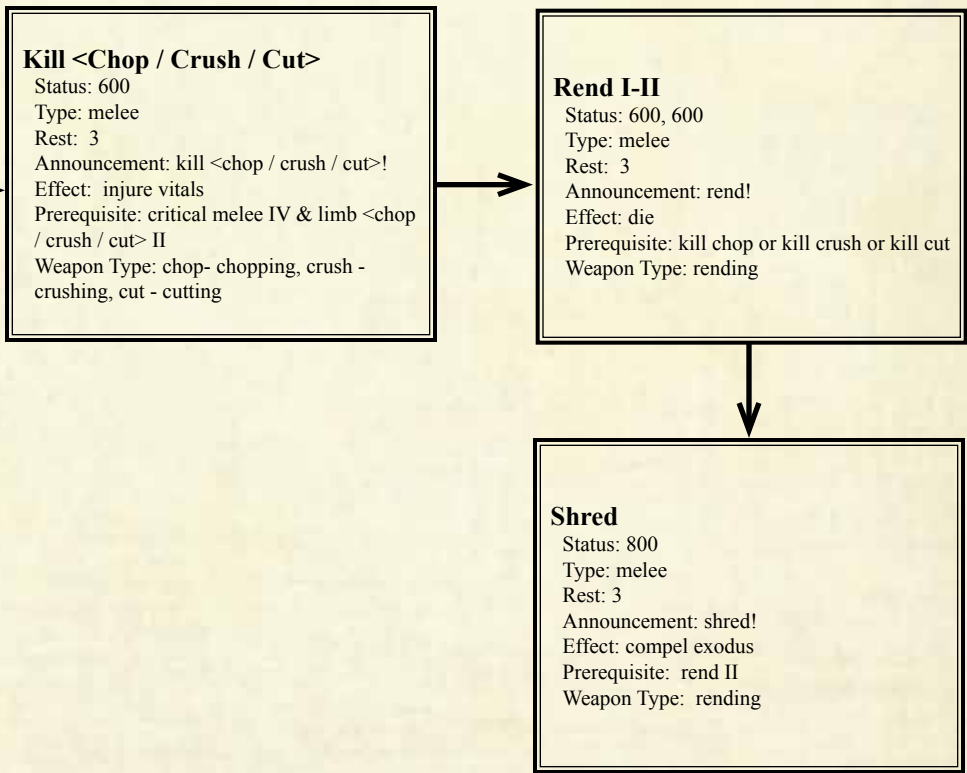 Kill <Chop / Crush / Cut>
Status: 600
Type: melee
Rest: 3
Announcement: kill <chop / crush / cut>!
Effect: injure vitals
Prerequisite: critical melee IV & limb <chop
/ crush / cut> II
Weapon Type: chop- chopping, crush -
crushing, cut - cutting
Rend I-II
Status: 600, 600
Type: melee
Rest: 3
Announcement: rend!
Effect: die
Prerequisite: kill chop or kill crush or kill cut
Weapon Type: rending
Shred
Status: 800
Type: melee
Rest: 3
Announcement: shred!
Effect: compel exodus
Prerequisite: rend II
Weapon Type: rending